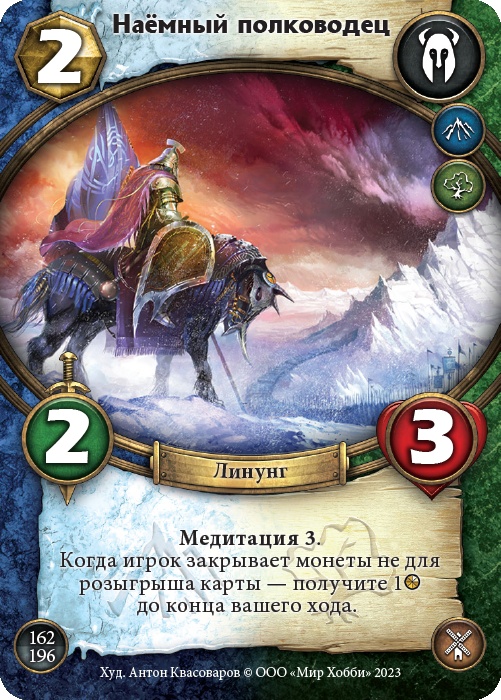 Наёмный полководец
2
2
3
Линунг
Медитация 3.
Когда игрок закрывает монеты не для
розыгрыша карты — получите 1
до конца вашего хода.
162
196
Худ. Антон Квасоваров © ООО «Мир Хобби» 2023